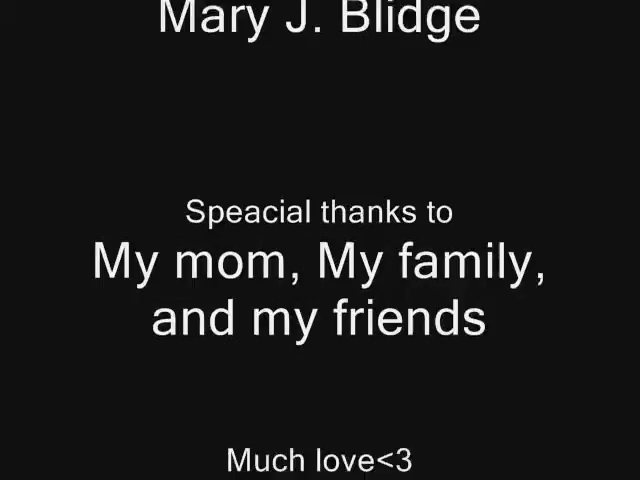 Mary J. Blidge
Speacial thanks to
My mom, My family,
and my friends
Much love<3